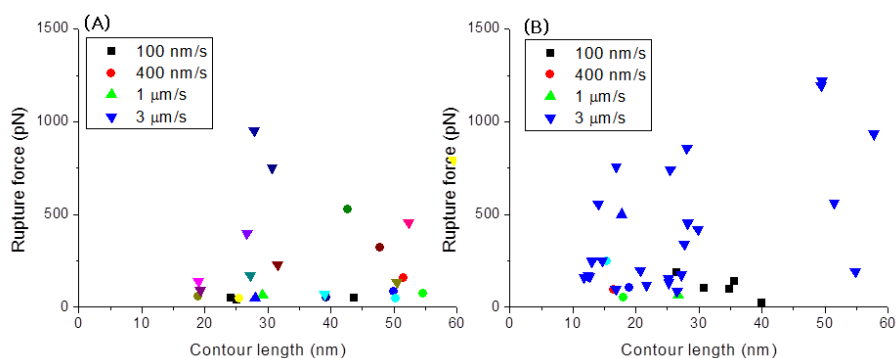 (A)
1500
1000
500
0
Rupture force (pN)
100 nm/s
400 nm/s
1 μm/s
3 μm/s
0 10 20 30 40 50 60
Contour length (nm)
(B)
1500
1000
500
0
Rupture force (pN)
100 nm/s
400 nm/s
1 μm/s
3 μm/s
0 10 20 30 40 50 60
Contour length (nm)